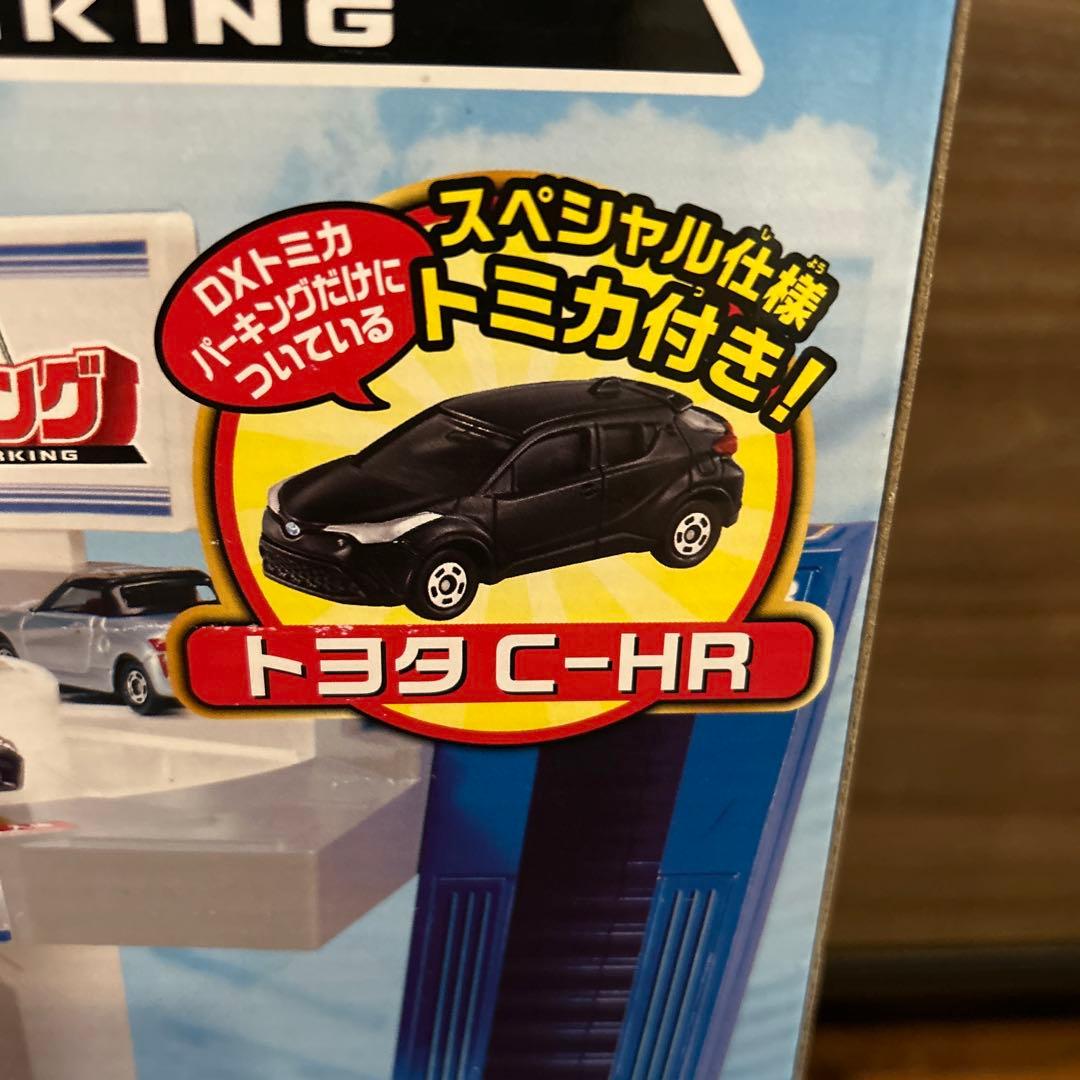 KING
スペシャル仕様
トミカ付き!
DXトミカ
パーキングだけに
ついている
ング
RKING
トヨタ C-HR